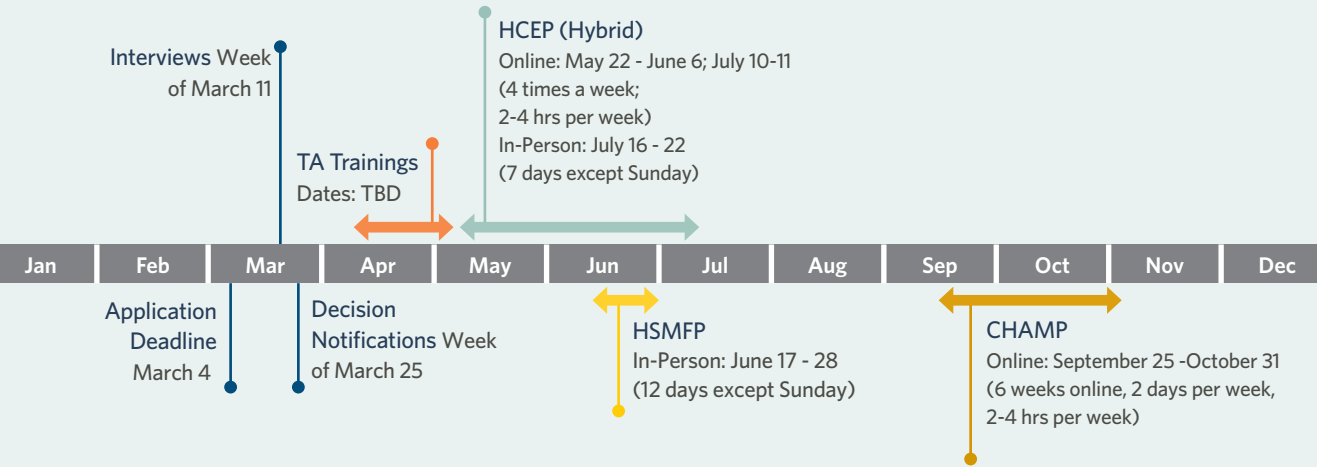 Interviews Week
of March 11
TA Trainings
Dates: TBD
HCEP (Hybrid)
Online: May 22 - June 6; July 10-11
(4 times a week;
2-4 hrs per week)
In-Person: July 16 - 22
(7 days except Sunday)
Jan Feb Mar Apr May Jun Jul Aug Sep Oct Nov Dec
Application
Deadline
March 4
Decision
Notifications Week
of March 25
HSMFP
In-Person: June 17 - 28
(12 days except Sunday)
CHAMP
Online: September 25 -October 31
(6 weeks online, 2 days per week,
2-4 hrs per week)